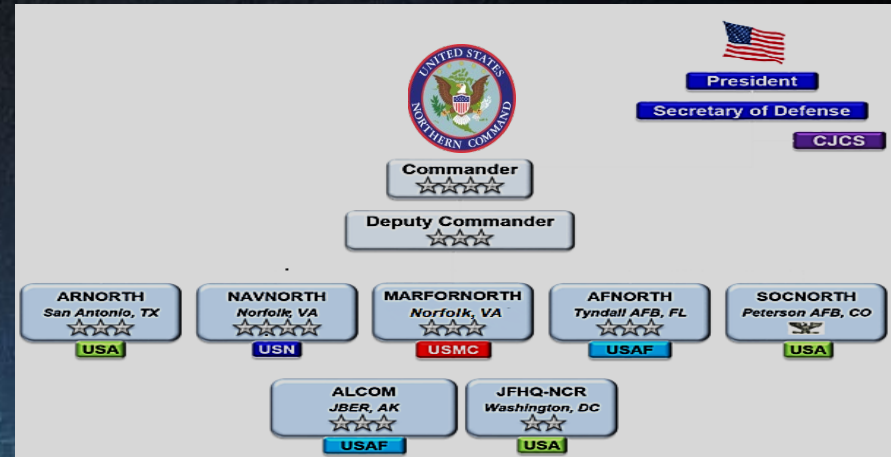 UNITED STATES
NORTHERN COMMAND
President
Secretary of Defense
CJCS
Commander
Deputy Commander
ARNORTH
San Antonio, TX
USA
NAVNORTH
Norfolk, VA
USN
MARFORNORTH
Norfolk, VA
USMC
AFNORTH
Tyndall AFB, FL
USAF
SOCNORTH
Peterson AFB, CO
USA
ALCOM
JBER, AK
USAF
JFHQ-NCR
Washington, DC
USA